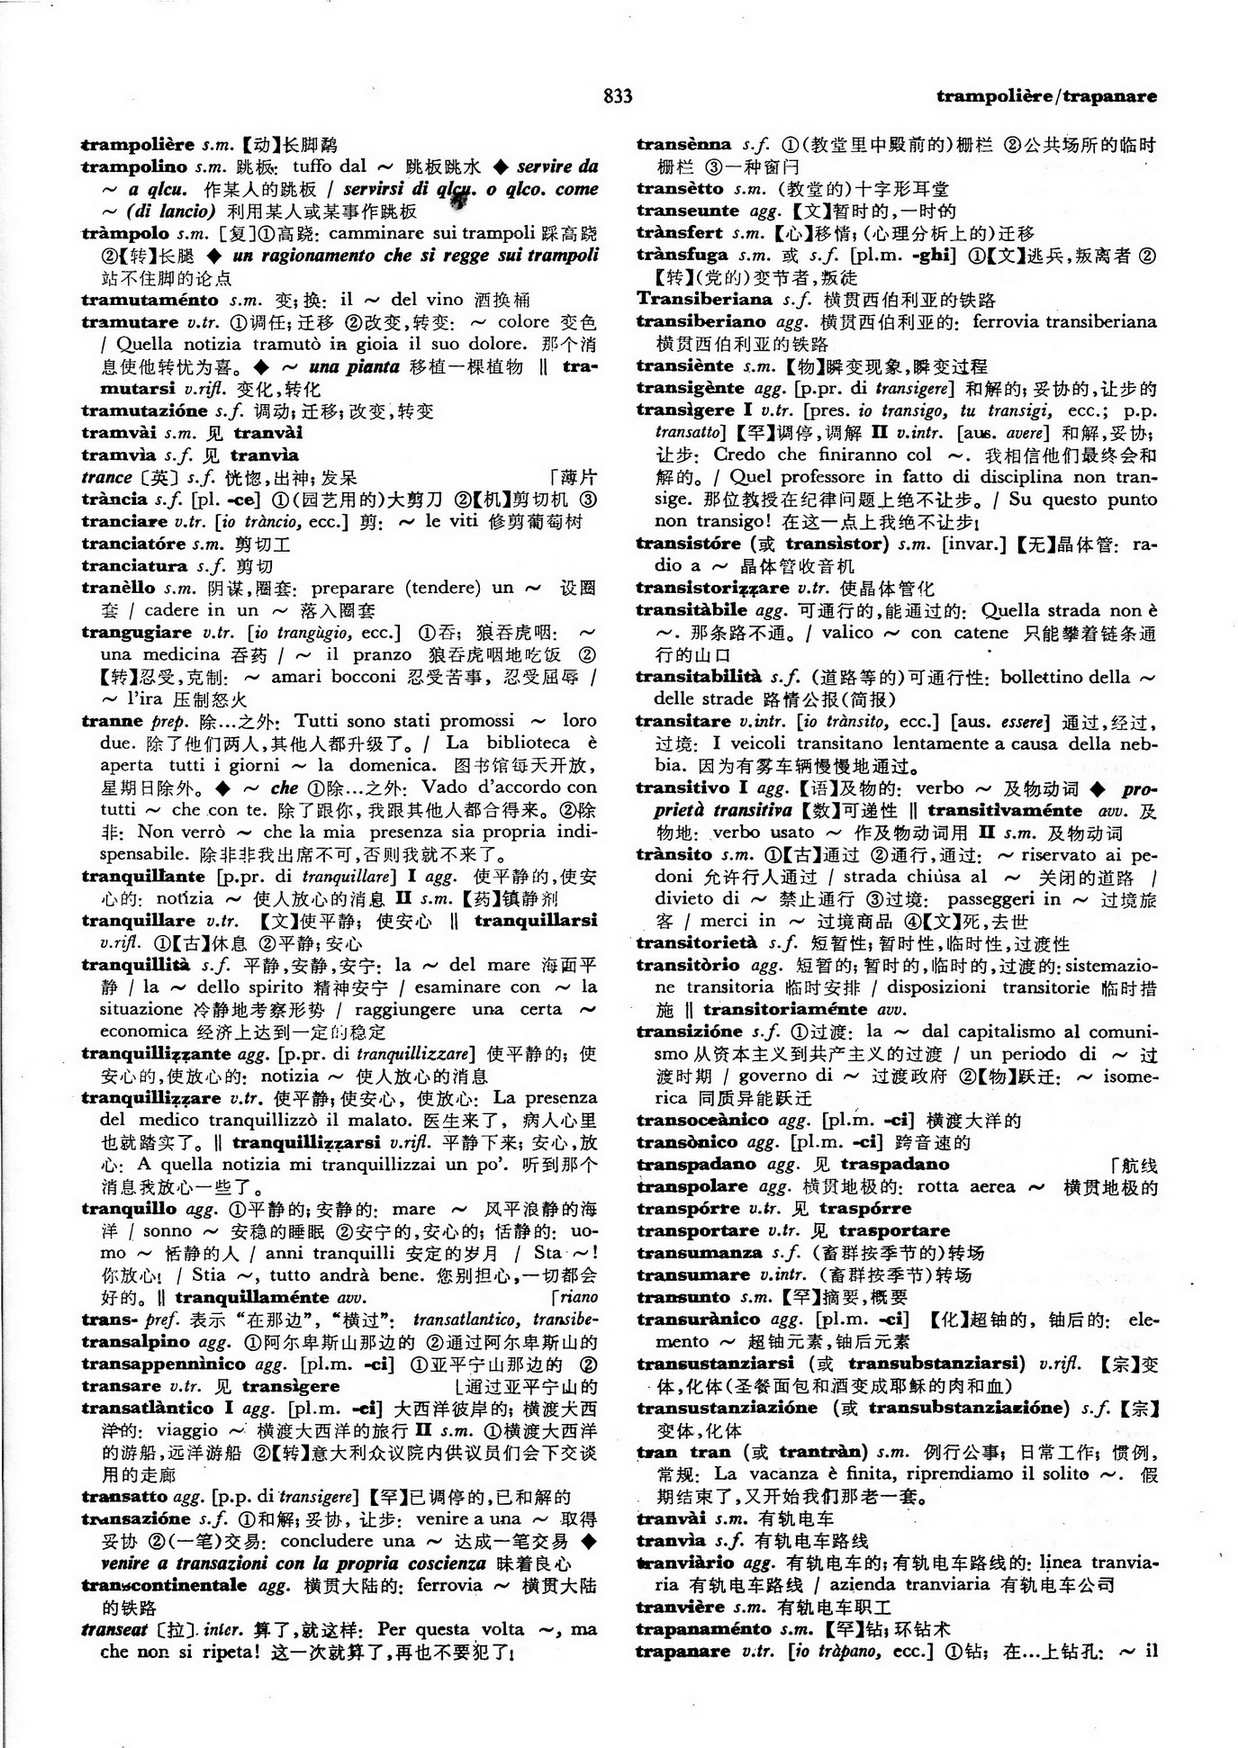 833
trampolière/trapanare
trampolière s.m. 【动】长脚鹬
trampolino s.m. 跳板: tuffo dal ～ 跳板跳水 ◆ servire da
～ a qlcu. 作某人的跳板 / servirsi di qlcu. o qlco. come
～ (di lancio) 利用某人或某事作跳板
tràmpolo s.m. [复]①高跷: camminare sui trampoli 踩高跷
②【转】长腿 ◆ un ragionamento che si regge sui trampoli
站不住脚的论点
tramutaménto s.m. 变;换: il ～ del vino 酒换桶
tramutare v.tr. ①调任;迁移 ②改变,转变: ～ colore 变色
/ Quella notizia tramutò in gioia il suo dolore. 那个消
息使他转忧为喜。◆ ～ una pianta 移植一棵植物 ‖ tra-
mutarsi v.rifl. 变化,转化
tramutazióne s.f. 调动;迁移;改变,转变
tramvài s.m. 见 tranvài
tramvìa s.f. 见 tranvìa
trance 〔英〕s.f. 恍惚,出神;发呆 「薄片
trància s.f. [pl. -ce] ①(园艺用的)大剪刀 ②【机】剪切机 ③
tranciare v.tr. [io tràncio, ecc.] 剪: ～ le viti 修剪葡萄树
tranciatóre s.m. 剪切工
tranciatura s.f. 剪切
tranèllo s.m. 阴谋,圈套: preparare (tendere) un ～ 设圈
套 / cadere in un ～ 落入圈套
trangugiare v.tr. [io trangùgio, ecc.] ①吞; 狼吞虎咽: ～
una medicina 吞药 / ～ il pranzo 狼吞虎咽地吃饭 ②
【转】忍受,克制: ～ amari bocconi 忍受苦事, 忍受屈辱 /
～ l'ira 压制怒火
tranne prep. 除…之外: Tutti sono stati promossi ～ loro
due. 除了他们两人,其他人都升级了。/ La biblioteca è
aperta tutti i giorni ～ la domenica. 图书馆每天开放,
星期日除外。◆ ～ che ①除…之外: Vado d'accordo con
tutti ～ che con te. 除了跟你,我跟其他人都合得来。②除
非: Non verrò ～ che la mia presenza sia propria indi-
spensabile. 除非非我出席不可,否则我就不来了。
tranquillante [p.pr. di tranquillare] I agg. 使平静的,使安
心的: notizia ～ 使人放心的消息 II s.m. 【药】镇静剂
tranquillare v.tr. 【文】使平静; 使安心 ‖ tranquillarsi
v.rifl. ①【古】休息 ②平静;安心
tranquillità s.f. 平静,安静,安宁: la ～ del mare 海面平
静 / la ～ dello spirito 精神安宁 / esaminare con ～ la
situazione 冷静地考察形势 / raggiungere una certa ～
economica 经济上达到一定的稳定
tranquillizzante agg. [p.pr. di tranquillizzare] 使平静的; 使
安心的,使放心的: notizia ～ 使人放心的消息
tranquillizzare v.tr. 使平静;使安心, 使放心: La presenza
del medico tranquillizzò il malato. 医生来了, 病人心里
也就踏实了。‖ tranquillizzarsi v.rifl. 平静下来;安心,放
心: A quella notizia mi tranquillizzai un po'. 听到那个
消息我放心一些了。
tranquillo agg. ①平静的;安静的: mare ～ 风平浪静的海
洋 / sonno ～ 安稳的睡眠 ②安宁的,安心的; 恬静的: uo-
mo ～ 恬静的人 / anni tranquilli 安定的岁月 / Sta ～!
你放心! / Stia ～, tutto andrà bene. 您别担心,一切都会
好的。‖ tranquillaménte avv. 「riano
trans- pref. 表示 “在那边”, “横过”: transatlantico, transibe-
transalpino agg. ①阿尔卑斯山那边的 ②通过阿尔卑斯山的
transappennìnico agg. [pl.m. -ci] ①亚平宁山那边的 ②
transare v.tr. 见 transìgere ⌊通过亚平宁山的
transatlàntico I agg. [pl.m. -ci] 大西洋彼岸的; 横渡大西
洋的: viaggio ～ 横渡大西洋的旅行 II s.m. ①横渡大西洋
的游船,远洋游船 ②【转】意大利众议院内供议员们会下交谈
用的走廊
transatto agg. [p.p. di transigere] 【罕】已调停的,已和解的
transazióne s.f. ①和解;妥协, 让步: venire a una ～ 取得
妥协 ②(一笔)交易: concludere una ～ 达成一笔交易 ◆
venire a transazioni con la propria coscienza 昧着良心
transcontinentale agg. 横贯大陆的: ferrovia ～ 横贯大陆
的铁路
transeat 〔拉〕inter. 算了,就这样: Per questa volta ～, ma
che non si ripeta! 这一次就算了,再也不要犯了!
transènna s.f. ①(教堂里中殿前的)栅栏 ②公共场所的临时
栅栏 ③一种窗闩
transètto s.m. (教堂的)十字形耳堂
transeunte agg. 【文】暂时的,一时的
trànsfert s.m. 【心】移情;(心理分析上的)迁移
trànsfuga s.m. 或 s.f. [pl.m. -ghi] ①【文】逃兵,叛离者 ②
【转】(党的)变节者,叛徒
Transiberiana s.f. 横贯西伯利亚的铁路
transiberiano agg. 横贯西伯利亚的: ferrovia transiberiana
横贯西伯利亚的铁路
transiènte s.m. 【物】瞬变现象,瞬变过程
transigènte agg. [p.pr. di transigere] 和解的;妥协的,让步的
transìgere I v.tr. [pres. io transigo, tu transigi, ecc.; p.p.
transatto] 【罕】调停,调解 II v.intr. [aus. avere] 和解,妥协;
让步: Credo che finiranno col ～. 我相信他们最终会和
解的。/ Quel professore in fatto di disciplina non tran-
sige. 那位教授在纪律问题上绝不让步。/ Su questo punto
non transigo! 在这一点上我绝不让步!
transistóre (或 transìstor) s.m. [invar.] 【无】晶体管: ra-
dio a ～ 晶体管收音机
transistorizzare v.tr. 使晶体管化
transitàbile agg. 可通行的,能通过的: Quella strada non è
～. 那条路不通。/ valico ～ con catene 只能攀着链条通
行的山口
transitabilità s.f. (道路等的)可通行性: bollettino della ～
delle strade 路情公报(简报)
transitare v.intr. [io trànsito, ecc.] [aus. essere] 通过,经过,
过境: I veicoli transitano lentamente a causa della neb-
bia. 因为有雾车辆慢慢地通过。
transitivo I agg. 【语】及物的: verbo ～ 及物动词 ◆ pro-
prietà transitiva 【数】可递性 ‖ transitivaménte avv. 及
物地: verbo usato ～ 作及物动词用 II s.m. 及物动词
trànsito s.m. ①【古】通过 ②通行,通过: ～ riservato ai pe-
doni 允许行人通过 / strada chiùsa al ～ 关闭的道路 /
divieto di ～ 禁止通行 ③过境: passeggeri in ～ 过境旅
客 / merci in ～ 过境商品 ④【文】死,去世
transitorietà s.f. 短暂性;暂时性,临时性,过渡性
transitòrio agg. 短暂的;暂时的,临时的,过渡的: sistemazio-
ne transitoria 临时安排 / disposizioni transitorie 临时措
施 ‖ transitoriaménte avv.
transizióne s.f. ①过渡: la ～ dal capitalismo al comuni-
smo 从资本主义到共产主义的过渡 / un periodo di ～ 过
渡时期 / governo di ～ 过渡政府 ②【物】跃迁: ～ isome-
rica 同质异能跃迁
transoceànico agg. [pl.m. -ci] 横渡大洋的
transònico agg. [pl.m. -ci] 跨音速的
transpadano agg. 见 traspadano 「航线
transpolare agg. 横贯地极的: rotta aerea ～ 横贯地极的
transpórre v.tr. 见 traspórre
transportare v.tr. 见 trasportare
transumanza s.f. (畜群按季节的)转场
transumare v.intr. (畜群按季节)转场
transunto s.m. 【罕】摘要,概要
transurànico agg. [pl.m. -ci] 【化】超铀的, 铀后的: ele-
mento ～ 超铀元素,铀后元素
transustanziarsi (或 transubstanziarsi) v.rifl. 【宗】变
体,化体(圣餐面包和酒变成耶稣的肉和血)
transustanziazióne (或 transubstanziazióne) s.f. 【宗】
变体,化体
tran tran (或 trantràn) s.m. 例行公事; 日常工作; 惯例,
常规: La vacanza è finita, riprendiamo il solito ～. 假
期结束了,又开始我们那老一套。
tranvài s.m. 有轨电车
tranvìa s.f. 有轨电车路线
tranviàrio agg. 有轨电车的;有轨电车路线的: linea tranvia-
ria 有轨电车路线 / azienda tranviaria 有轨电车公司
tranvière s.m. 有轨电车职工
trapanaménto s.m. 【罕】钻;环钻术
trapanare v.tr. [io tràpano, ecc.] ①钻; 在…上钻孔: ～ il